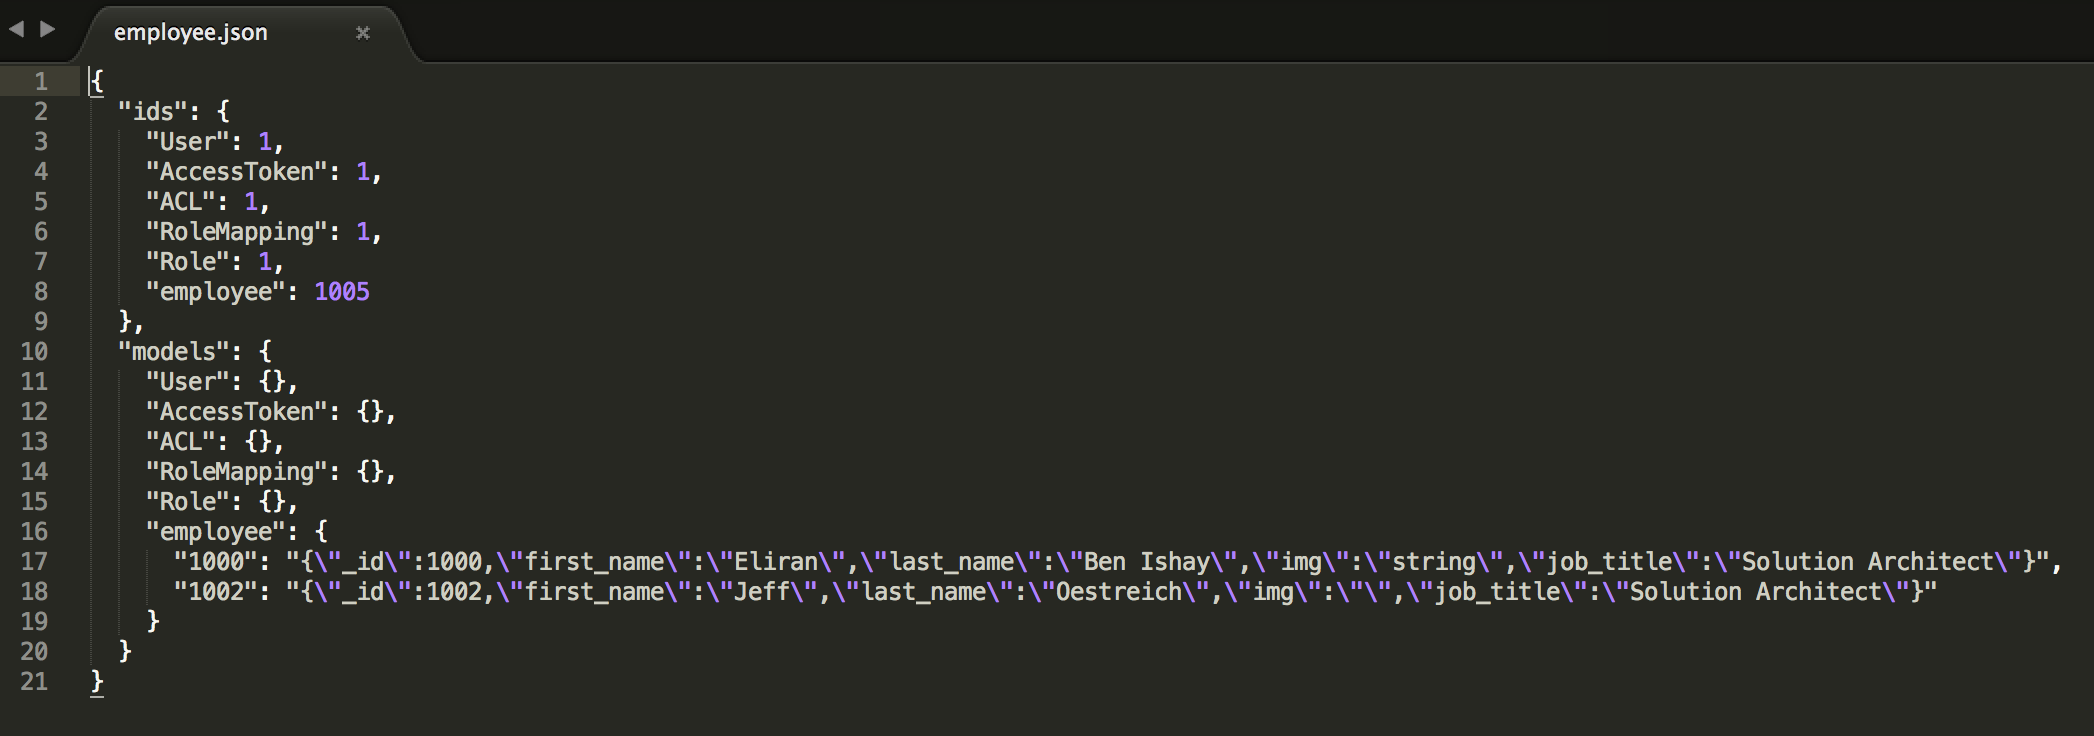 employee.json
1 {
2 "ids": {
3 "User": 1,
4 "AccessToken": 1,
5 "ACL": 1,
6 "RoleMapping": 1,
7 "Role": 1,
8 "employee": 1005
9 },
10 "models": {
11 "User": {},
12 "AccessToken": {},
13 "ACL": {},
14 "RoleMapping": {},
15 "Role": {},
16 "employee": {
17 "1000": "{\"_id\":1000,\"first_name\":\"Eliran\",\"last_name\":\"Ben Ishay\",\"img\":\"string\",\"job_title\":\"Solution Architect\"}",
18 "1002": "{\"_id\":1002,\"first_name\":\"Jeff\",\"last_name\":\"Oestreich\",\"img\":\"\",\"job_title\":\"Solution Architect\"}"
19 }
20 }
21 }